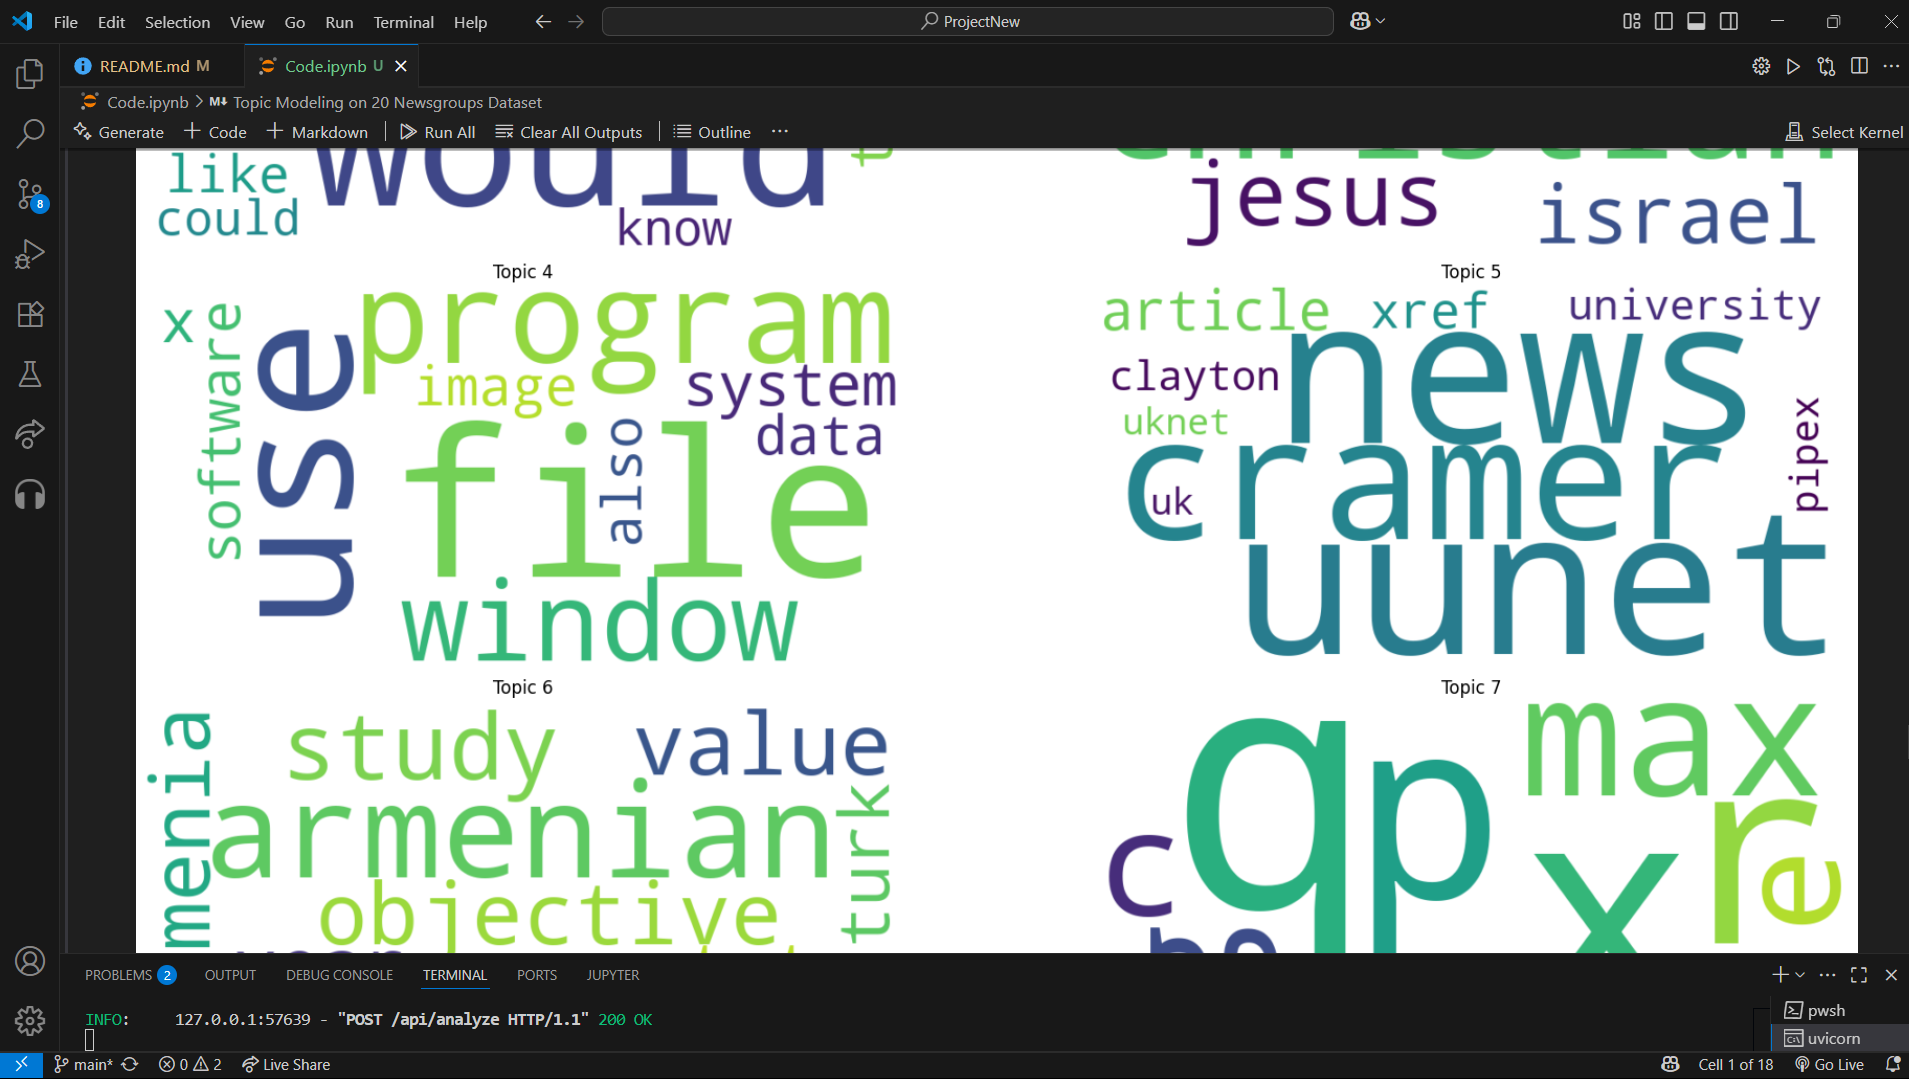 File Edit Selection View Go Run Terminal Help
ProjectNew
README.md M
Code.ipynb U
Code.ipynb > M↓ Topic Modeling on 20 Newsgroups Dataset
Generate + Code + Markdown Run All Clear All Outputs Outline ...
Select Kernel
like
would
could
know
christian
jesus
israel
Topic 4
x
software
use
program
image
system
data
also
file
window
Topic 5
article
xref
university
clayton
news
uknet
cramer
uk
pipex
uunet
Topic 6
study
value
armenian
turk
objective
Topic 7
max
q
p
c
r
e
x
8
PROBLEMS 2 OUTPUT DEBUG CONSOLE TERMINAL PORTS JUPYTER
INFO: 127.0.0.1:57639 - "POST /api/analyze HTTP/1.1" 200 OK
pwsh
uvicorn
main* 0 2 Live Share
Cell 1 of 18 Go Live